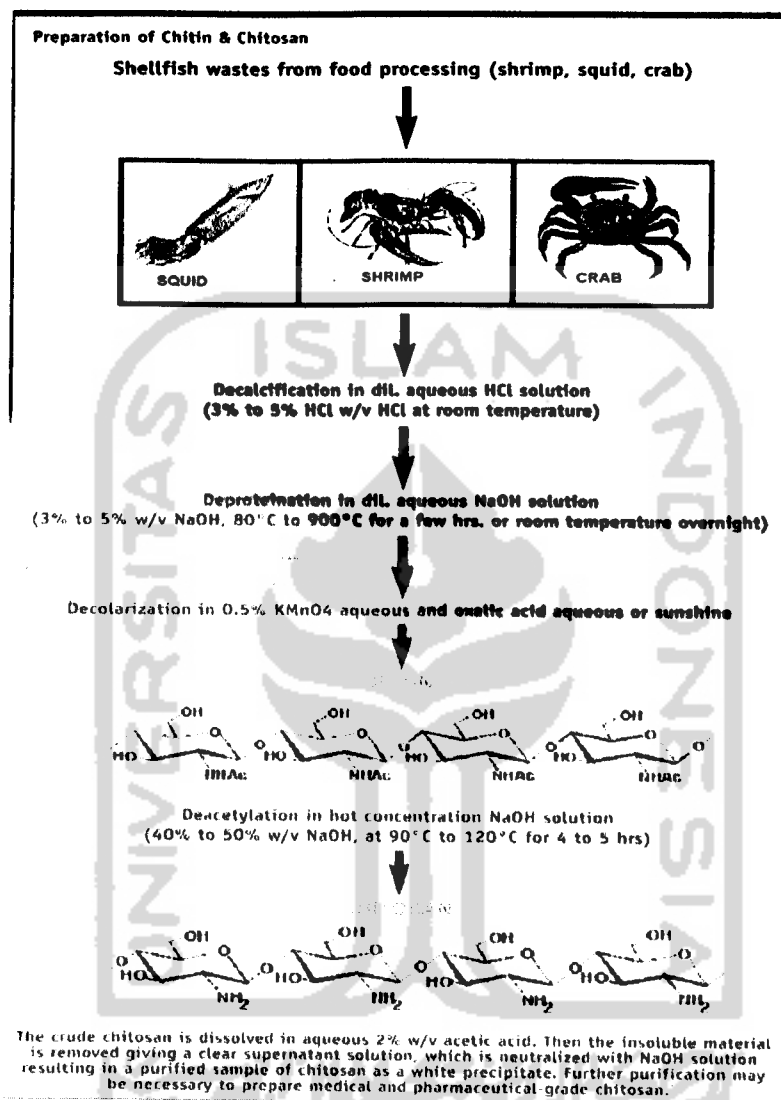 Preparation of Chitin & Chitosan
Shellfish wastes from food processing (shrimp, squid, crab)
SQUID
SHRIMP
CRAB
ISLAM
UNIVERSITAS
INDONESIA
Decalcification in dil. aqueous HCl solution
(3% to 5% HCl w/v HCl at room temperature)
Deproteination in dil. aqueous NaOH solution
(3% to 5% w/v NaOH, 80°C to 900°C for a few hrs. or room temperature overnight)
Decolarization in 0.5% KMnO4 aqueous and oxalic acid aqueous or sunshine
OH OH OH OH
O O O O O O O O
HO HO HO HO
NHAc NHAc NHAc NHAc
Deacetylation in hot concentration NaOH solution
(40% to 50% w/v NaOH, at 90°C to 120°C for 4 to 5 hrs)
OH OH OH OH
O O O O O O O O
HO HO HO HO
NH2 NH2 NH2 NH2
The crude chitosan is dissolved in aqueous 2% w/v acetic acid. Then the insoluble material
is removed giving a clear supernatant solution, which is neutralized with NaOH solution
resulting in a purified sample of chitosan as a white precipitate. Further purification may
be necessary to prepare medical and pharmaceutical-grade chitosan.